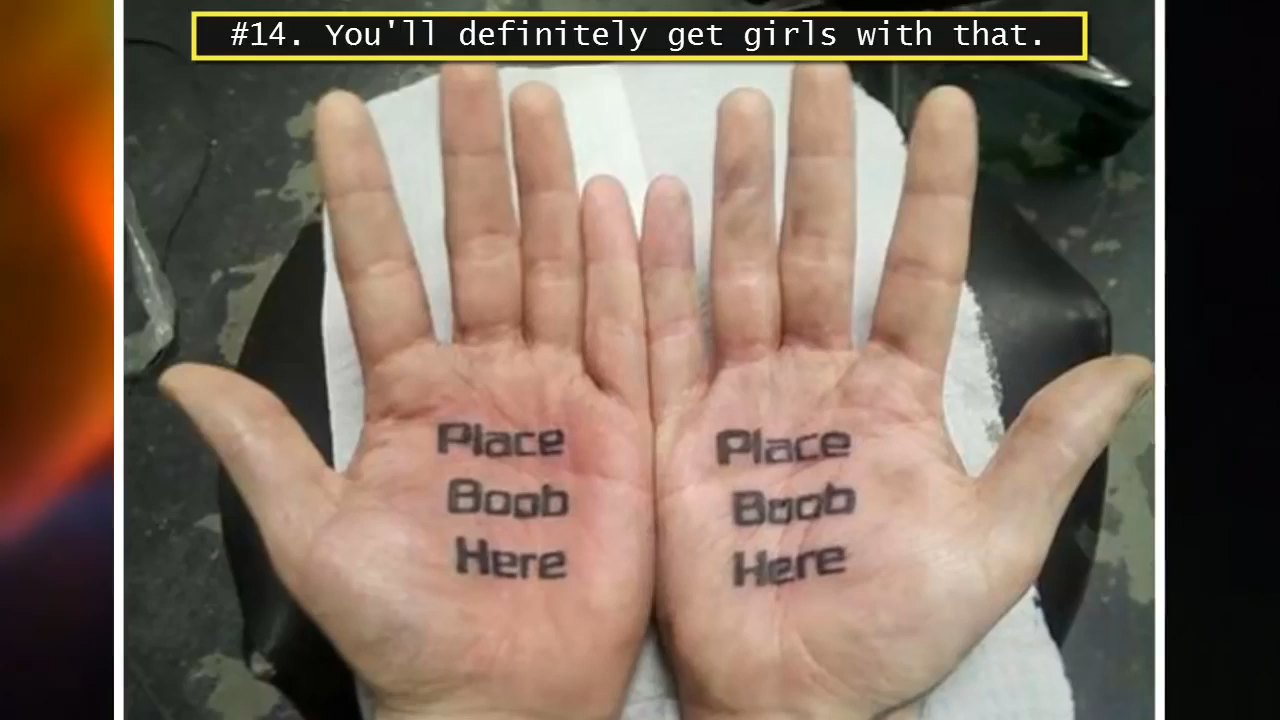 #14. You'll definitely get girls with that.
Place
Boob
Here
Place
Boob
Here